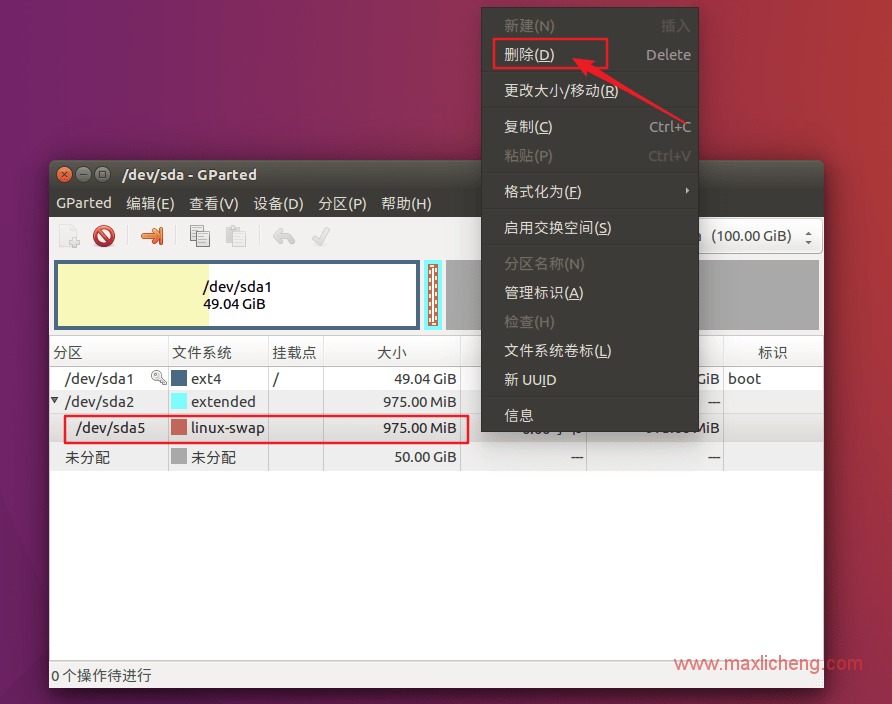 新建(N) 插入
删除(D) Delete
更改大小/移动(R)
复制(C) Ctrl+C
粘贴(P) Ctrl+V
格式化为(F)
启用交换空间(S)
分区名称(N)
管理标识(A)
检查(H)
文件系统卷标(L)
新 UUID
信息
/dev/sda - GParted
GParted 编辑(E) 查看(V) 设备(D) 分区(P) 帮助(H)
(100.00 GiB)
/dev/sda1
49.04 GiB
分区 文件系统 挂载点 大小 标识
/dev/sda1 ext4 / 49.04 GiB GiB boot
/dev/sda2 extended 975.00 MiB ---
/dev/sda5 linux-swap 975.00 MiB MiB
未分配 未分配 50.00 GiB --- ---
0 个操作待进行
www.maxlicheng.com